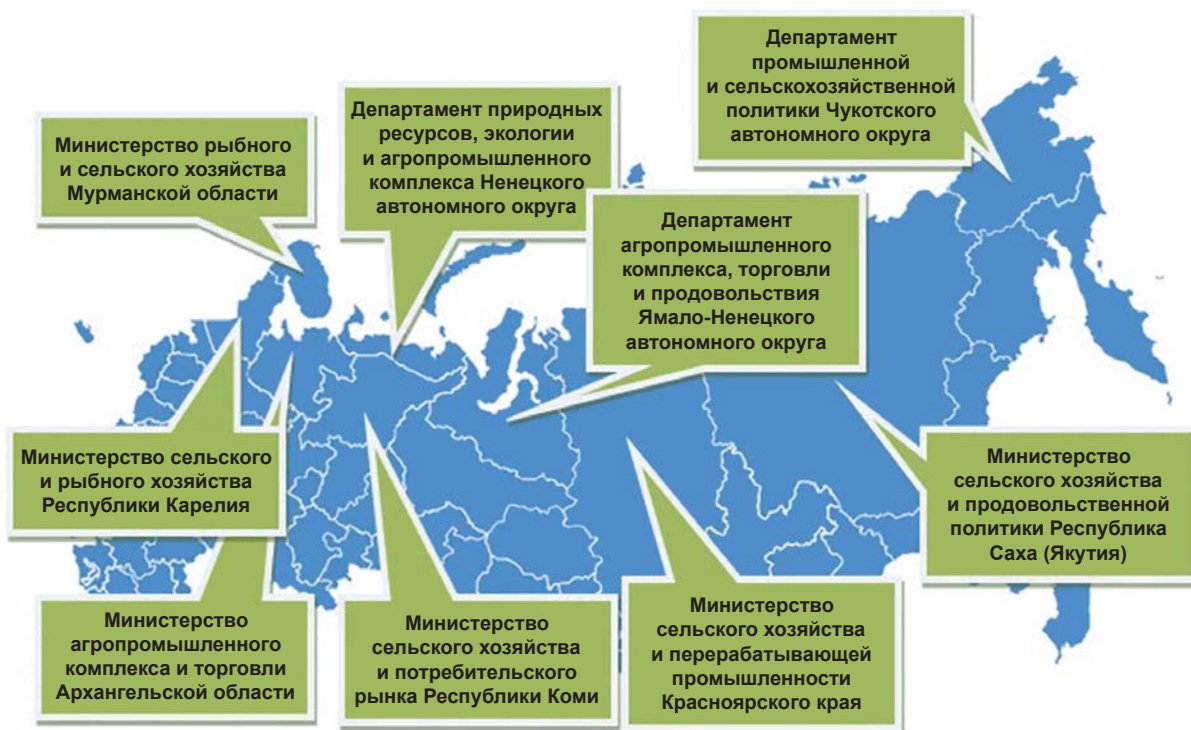 Департамент
промышленной
и сельскохозяйственной
политики Чукотского
автономного округа
Департамент природных
ресурсов, экологии
и агропромышленного
комплекса Ненецкого
автономного округа
Министерство рыбного
и сельского хозяйства
Мурманской области
Департамент
агропромышленного
комплекса, торговли
и продовольствия
Ямало-Ненецкого
автономного округа
Министерство сельского
и рыбного хозяйства
Республики Карелия
Министерство
сельского хозяйства
и продовольственной
политики Республика
Саха (Якутия)
Министерство
агропромышленного
комплекса и торговли
Архангельской области
Министерство
сельского хозяйства
и потребительского
рынка Республики Коми
Министерство
сельского хозяйства
и перерабатывающей
промышленности
Красноярского края